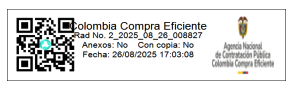 Colombia Compra Eficiente
Rad No. 2_2025_08_26_008827
Anexos: No Con copia: No
Fecha: 26/08/2025 17:03:08
Agencia Nacional
de Contratación Pública
Colombia Compra Eficiente